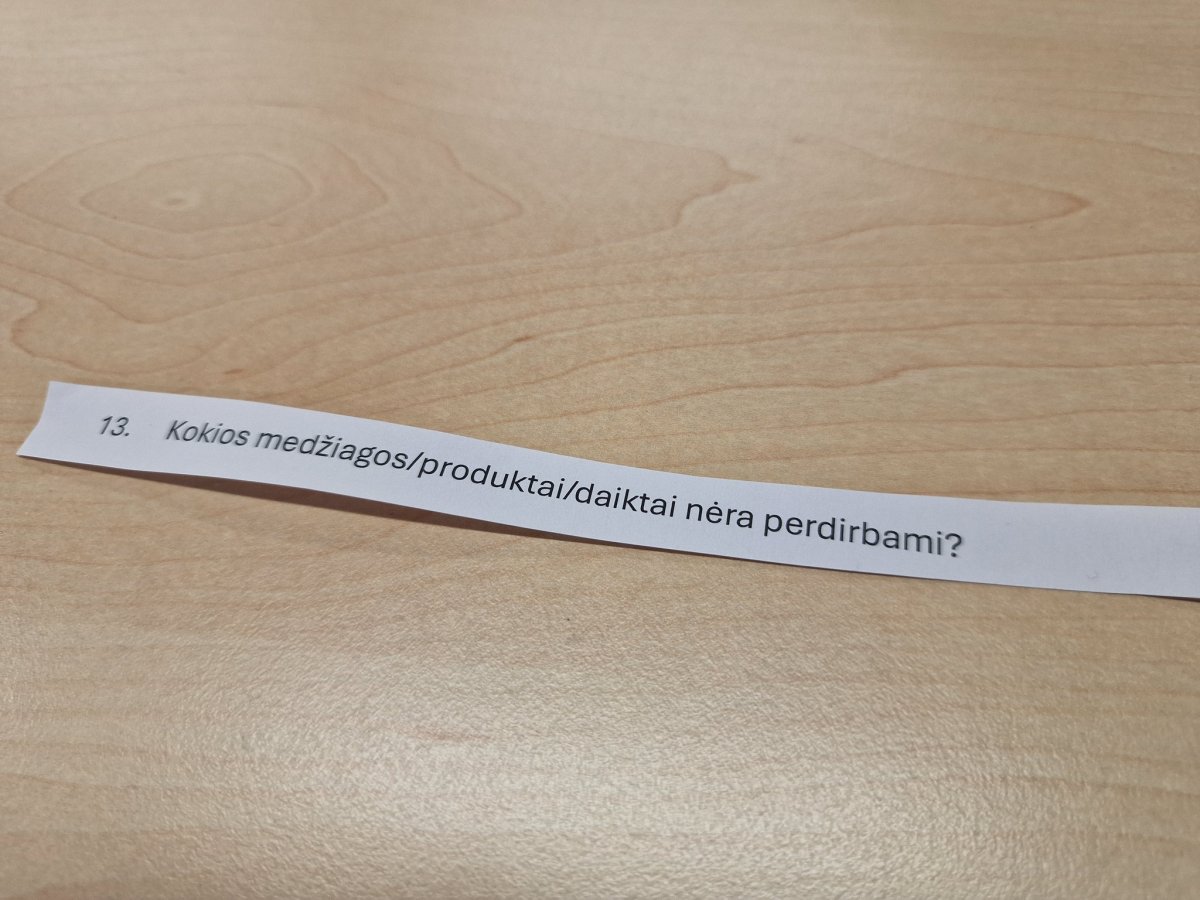 13. Kokios medžiagos/produktai/daiktai nėra perdirbami?